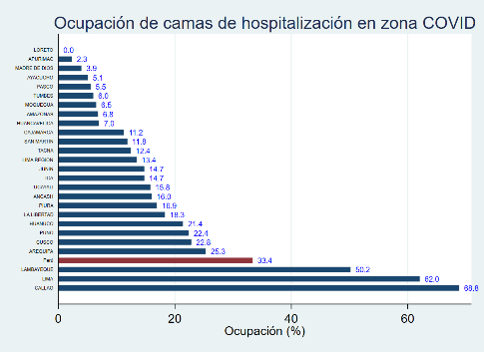 Ocupación de camas de hospitalización en zona COVID
LORETO 0.0
APURIMAC 2.3
MADRE DE DIOS 3.9
AYACUCHO 5.1
PASCO 5.5
TUMBES 6.0
MOQUEGUA 6.5
AMAZONAS 6.8
HUANCAVELICA 7.0
CAJAMARCA 11.2
SAN MARTIN 11.8
TACNA 12.4
LIMA REGION 13.4
JUNIN 14.7
ICA 14.7
UCAYALI 15.8
ANCASH 16.0
PIURA 16.9
LA LIBERTAD 18.3
HUANUCO 21.4
PUNO 22.4
CUSCO 22.8
AREQUIPA 25.3
Perú 33.4
LAMBAYEQUE 50.2
LIMA 62.0
CALLAO 68.8
0 20 40 60
Ocupación (%)